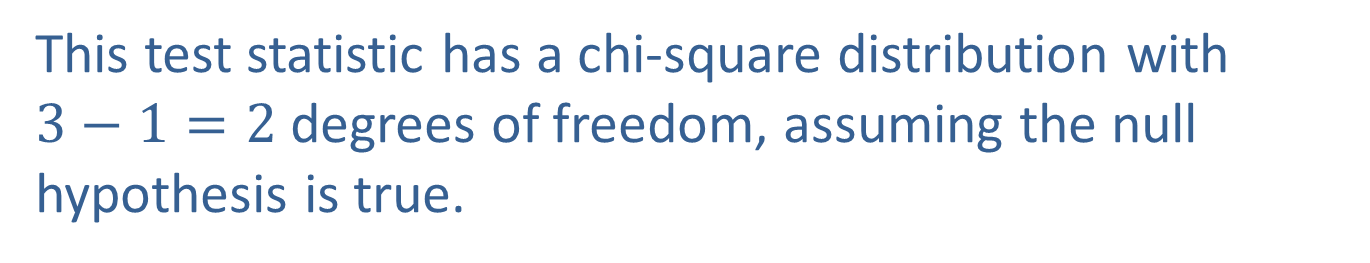 This test statistic has a chi-square distribution with
3 − 1 = 2 degrees of freedom, assuming the null
hypothesis is true.